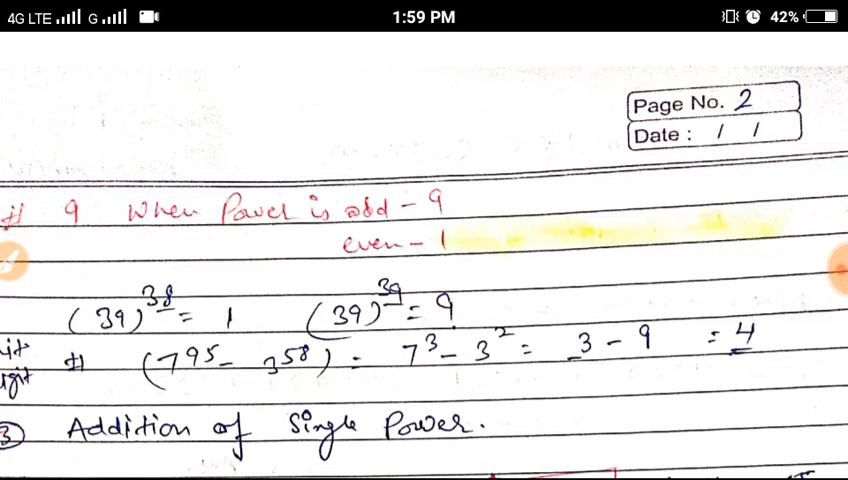 4G LTE G 1:59 PM 42%
Page No. 2
Date : / /
# 9 When Power is odd - 9
even - 1
(39)^38 = 1 (39)^39 = 9
# (7^95 - 3^58) = 7^3 - 3^2 = 3 - 9 = 4
igit
3 Addition of Single Power.